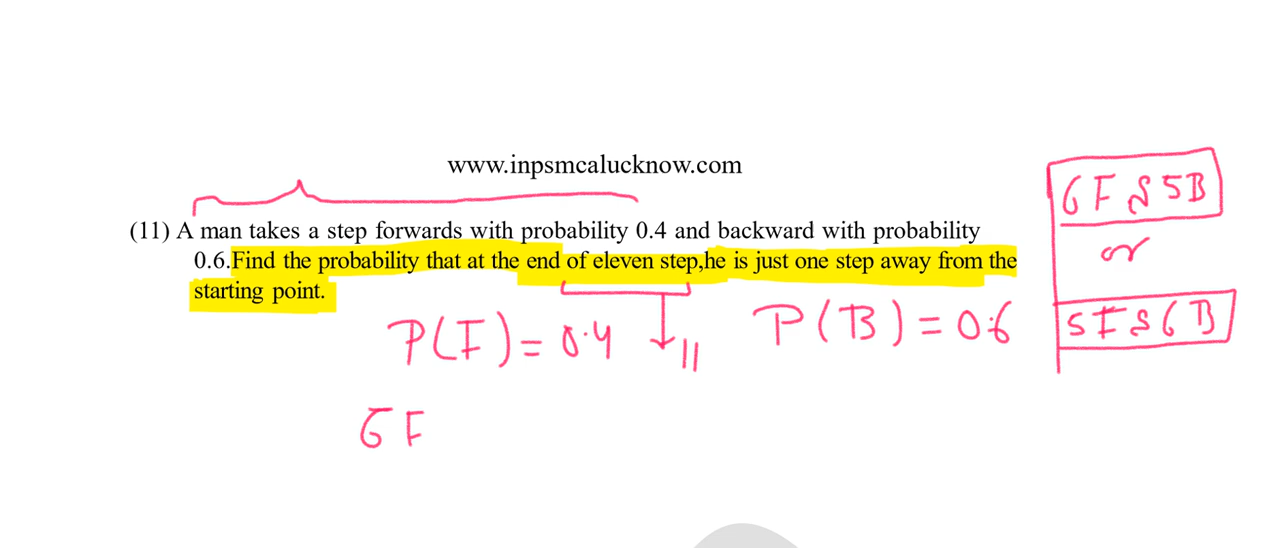 www.inpsmcalucknow.com
(11) A man takes a step forwards with probability 0.4 and backward with probability
0.6.Find the probability that at the end of eleven step,he is just one step away from the
starting point.
P(F) = 0.4
11
P(B) = 0.6
6F
6F & 5B
or
5F & 6B